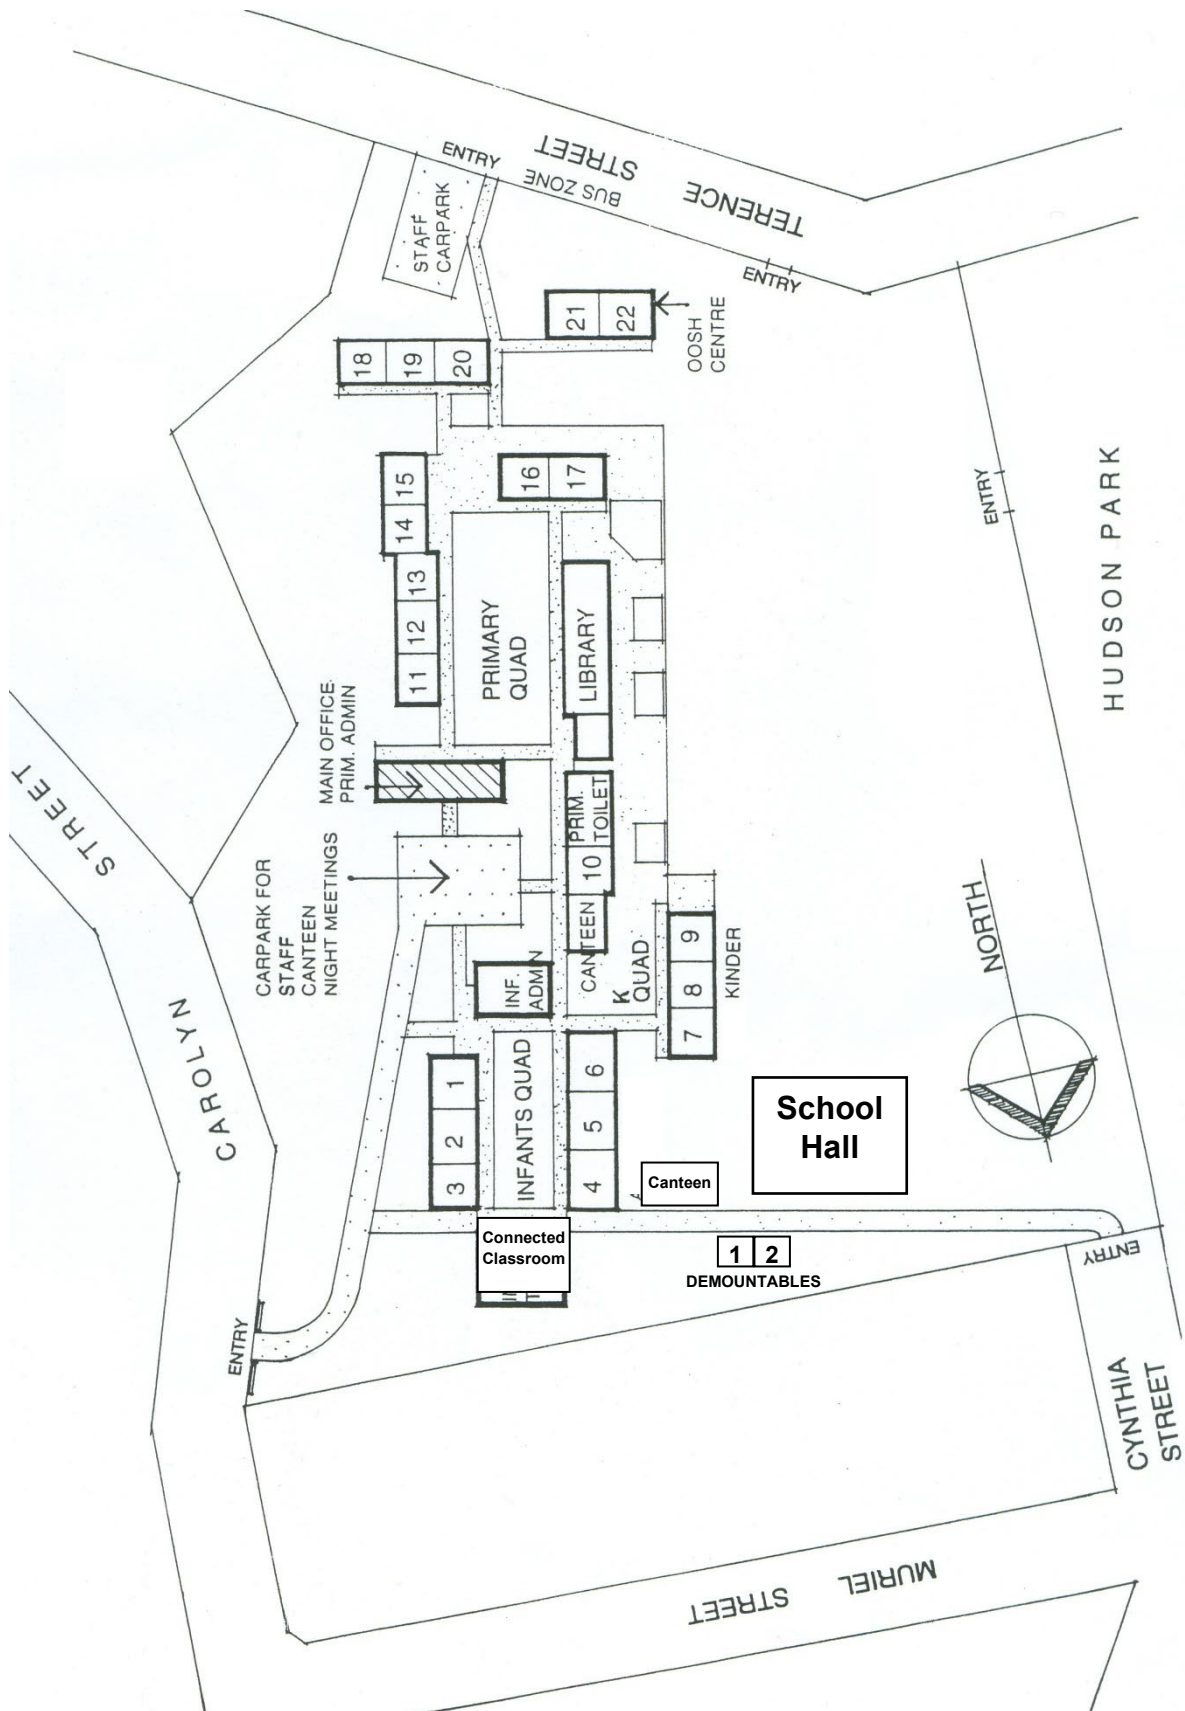 ENTRY
TERENCE
STREET
BUS ZONE
STAFF
CARPARK
ENTRY
21
22
OOSH
CENTRE
18
19
20
15
14
13
12
11
16
17
ENTRY
HUDSON PARK
PRIMARY
QUAD
LIBRARY
MAIN OFFICE
PRIM. ADMIN
PRIM.
TOILET
10
CANTEEN
CARPARK FOR
STAFF
CANTEEN
NIGHT MEETINGS
CAROLYN
STREET
INF.
ADMIN
K
QUAD
9
8
7
KINDER
NORTH
1
2
3
INFANTS QUAD
6
5
4
School
Hall
Canteen
Connected
Classroom
1 2
DEMOUNTABLES
ENTRY
ENTRY
CYNTHIA
STREET
MURIEL
STREET